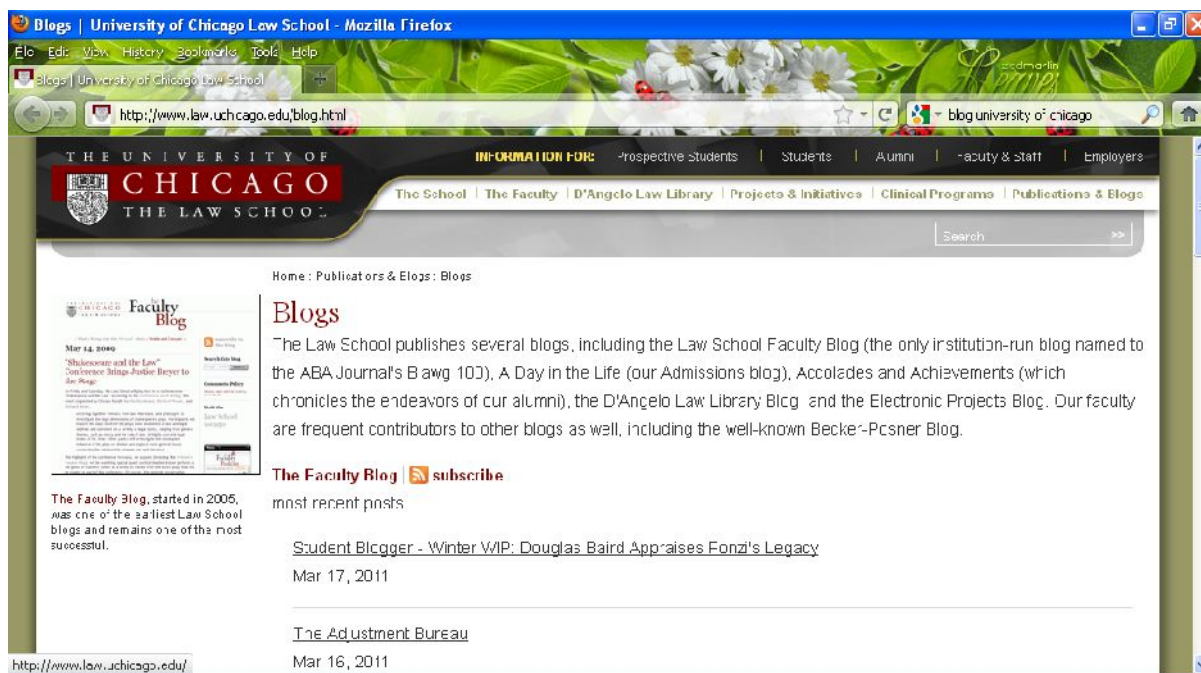 Blogs | University of Chicago Law School - Mozilla Firefox
File Edit View History Bookmarks Tools Help
Blogs | University of Chicago Law School
http://www.law.uchicago.edu/blog.html
blog university of chicago
THE UNIVERSITY OF
CHICAGO
THE LAW SCHOOL
INFORMATION FOR: Prospective Students | Students | Alumni | Faculty & Staff | Employers
The School | The Faculty | D'Angelo Law Library | Projects & Initiatives | Clinical Programs | Publications & Blogs
Search >>
Home : Publications & Blogs : Blogs
Faculty
Blog
May 14, 2009
"Shakespeare and the Law"
Conference Brings Justice Breyer to
the Stage
The Faculty Blog, started in 2005,
was one of the earliest Law School
blogs and remains one of the most
successful.
Blogs
The Law School publishes several blogs, including the Law School Faculty Blog (the only institution-run blog named to
the ABA Journal's Blawg 100), A Day in the Life (our Admissions blog), Accolades and Achievements (which
chronicles the endeavors of our alumni), the D'Angelo Law Library Blog and the Electronic Projects Blog. Our faculty
are frequent contributors to other blogs as well, including the well-known Becker-Posner Blog.
The Faculty Blog | subscribe
most recent posts
Student Blogger - Winter WIP: Douglas Baird Appraises Fonzi's Legacy
Mar 17, 2011
The Adjustment Bureau
Mar 16, 2011
http://www.law.uchicago.edu/